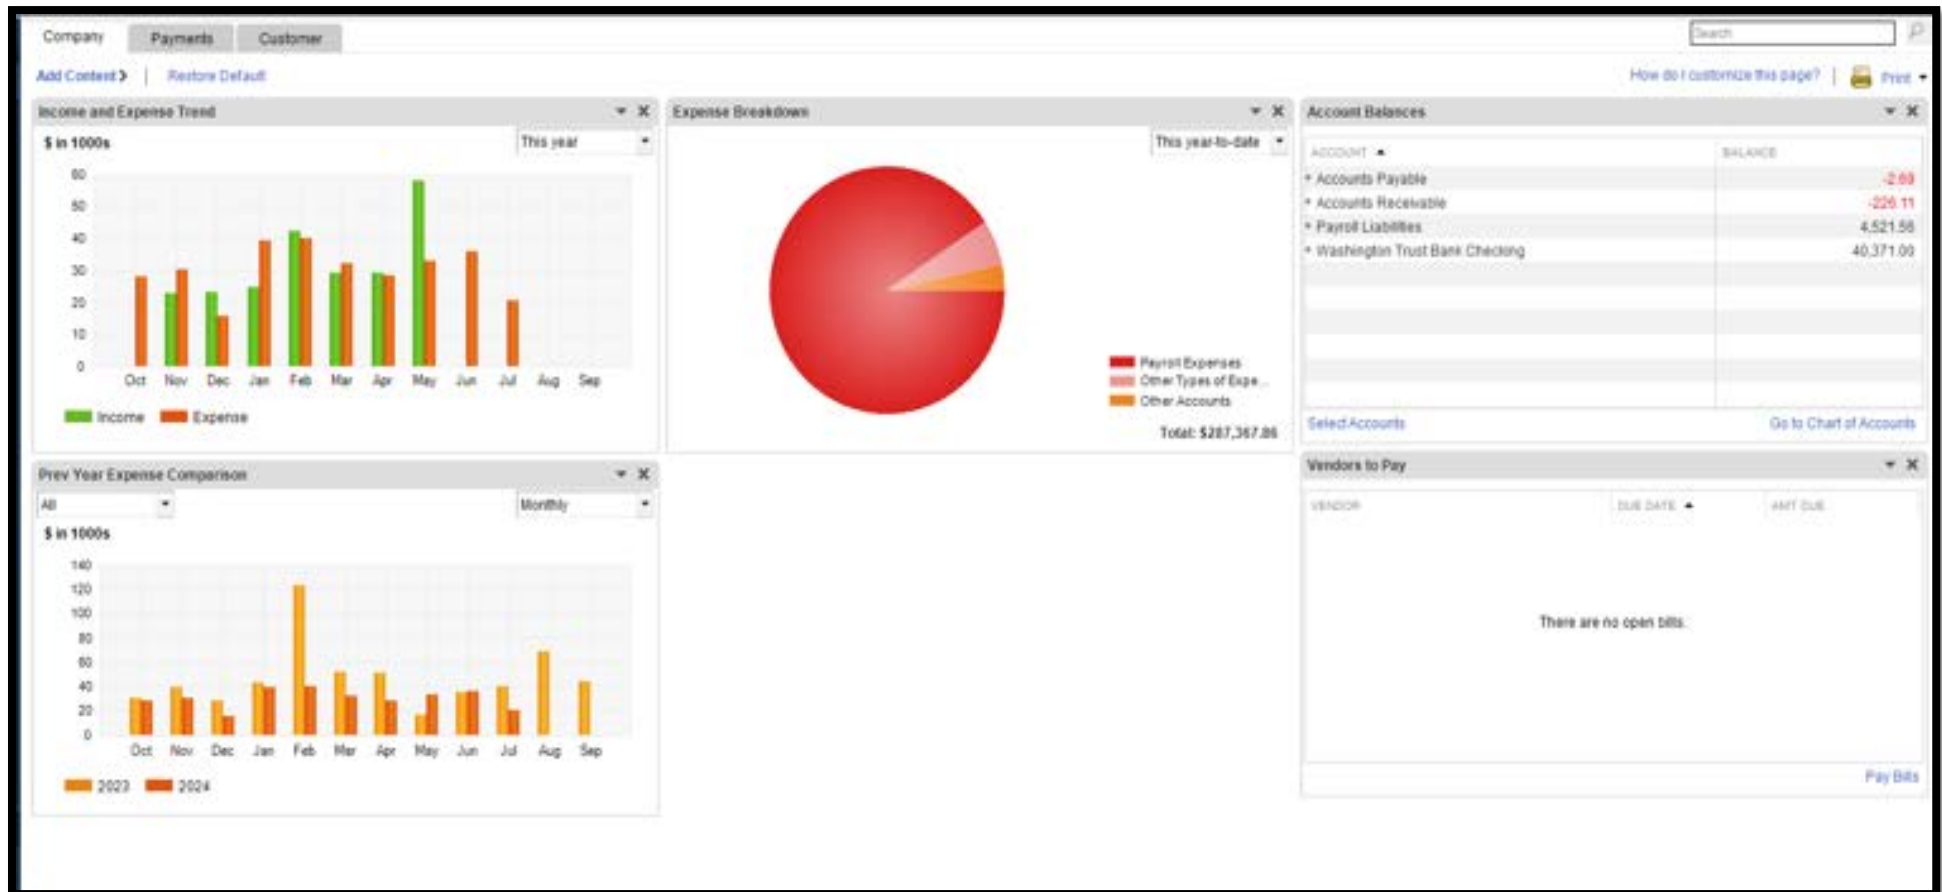 Company Payments Customer Search
Add Content > | Restore Default How do I customize this page? | Print
Income and Expense Trend
$ in 1000s This year
60
50
40
30
20
10
0
Oct Nov Dec Jan Feb Mar Apr May Jun Jul Aug Sep
Income Expense
Expense Breakdown
This year-to-date
Payroll Expenses
Other Types of Expe...
Other Accounts
Total: $287,367.86
Account Balances
ACCOUNT BALANCE
Accounts Payable -2.69
Accounts Receivable -226.11
Payroll Liabilities 4,521.56
Washington Trust Bank Checking 40,371.00
Select Accounts Go to Chart of Accounts
Prev Year Expense Comparison
All Monthly
$ in 1000s
140
120
100
80
60
40
20
0
Oct Nov Dec Jan Feb Mar Apr May Jun Jul Aug Sep
2023 2024
Vendors to Pay
VENDOR DUE DATE AMT DUE
There are no open bills.
Pay Bills